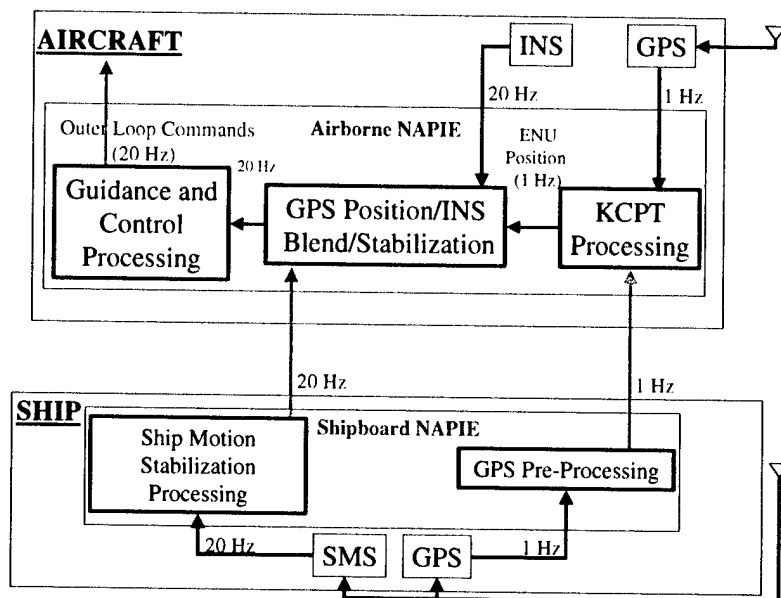 AIRCRAFT
INS
GPS
20 Hz
1 Hz
Outer Loop Commands
(20 Hz)
Airborne NAPIE
ENU
Position
(1 Hz)
20 Hz
Guidance and
Control
Processing
GPS Position/INS
Blend/Stabilization
KCPT
Processing
20 Hz
1 Hz
SHIP
Shipboard NAPIE
Ship Motion
Stabilization
Processing
GPS Pre-Processing
20 Hz
SMS
GPS
1 Hz